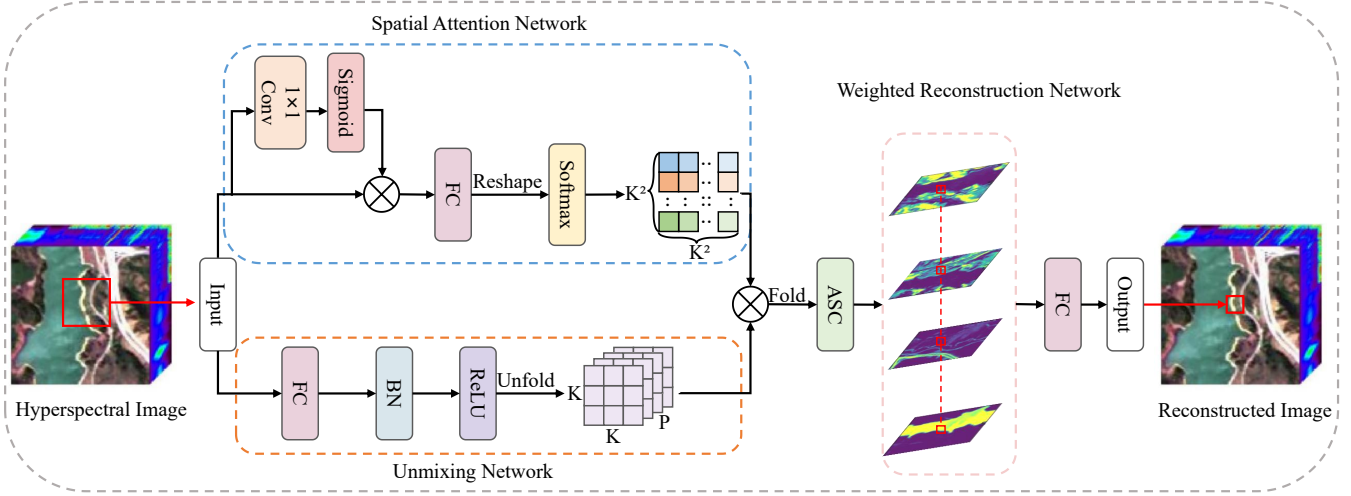 Spatial Attention Network
1×1
Conv
Sigmoid
FC
Reshape
Softmax
K²
K²
Weighted Reconstruction Network
Hyperspectral Image
Input
Fold
ASC
FC
Output
Reconstructed Image
FC
BN
ReLU
Unfold
K
K
P
Unmixing Network